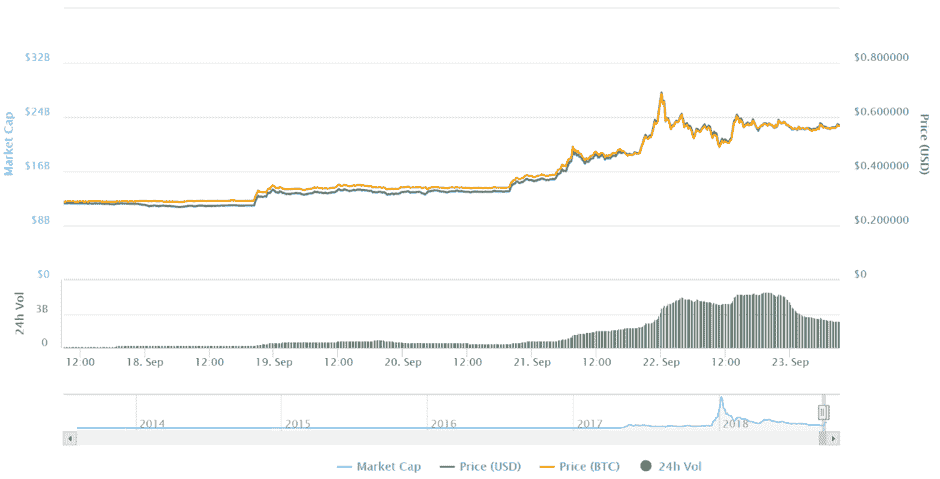 $32B
$0.800000
$24B
$0.600000
Market Cap
Price (USD)
$16B
$0.400000
$8B
$0.200000
$0
$0
24h Vol
3B
0
12:00 18. Sep 12:00 19. Sep 12:00 20. Sep 12:00 21. Sep 12:00 22. Sep 12:00 23. Sep
2014 2015 2016 2017 2018
Market Cap Price (USD) Price (BTC) 24h Vol